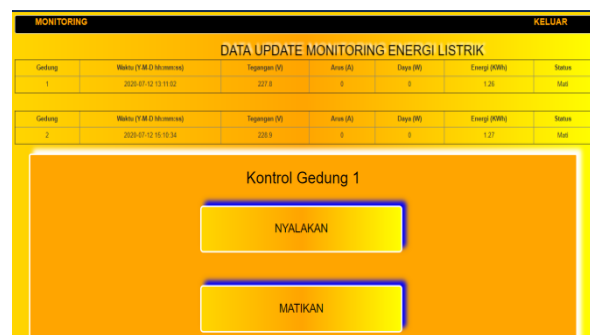 MONITORING KELUAR
DATA UPDATE MONITORING ENERGI LISTRIK
Gedung Waktu (Y-M-D hh:mm:ss) Tegangan (V) Arus (A) Daya (W) Energi (KWh) Status
1 2020-07-12 13:11:02 227.8 0 0 1.26 Mati
Gedung Waktu (Y-M-D hh:mm:ss) Tegangan (V) Arus (A) Daya (W) Energi (KWh) Status
2 2020-07-12 15:10:34 228.9 0 0 1.27 Mati
Kontrol Gedung 1
NYALAKAN
MATIKAN